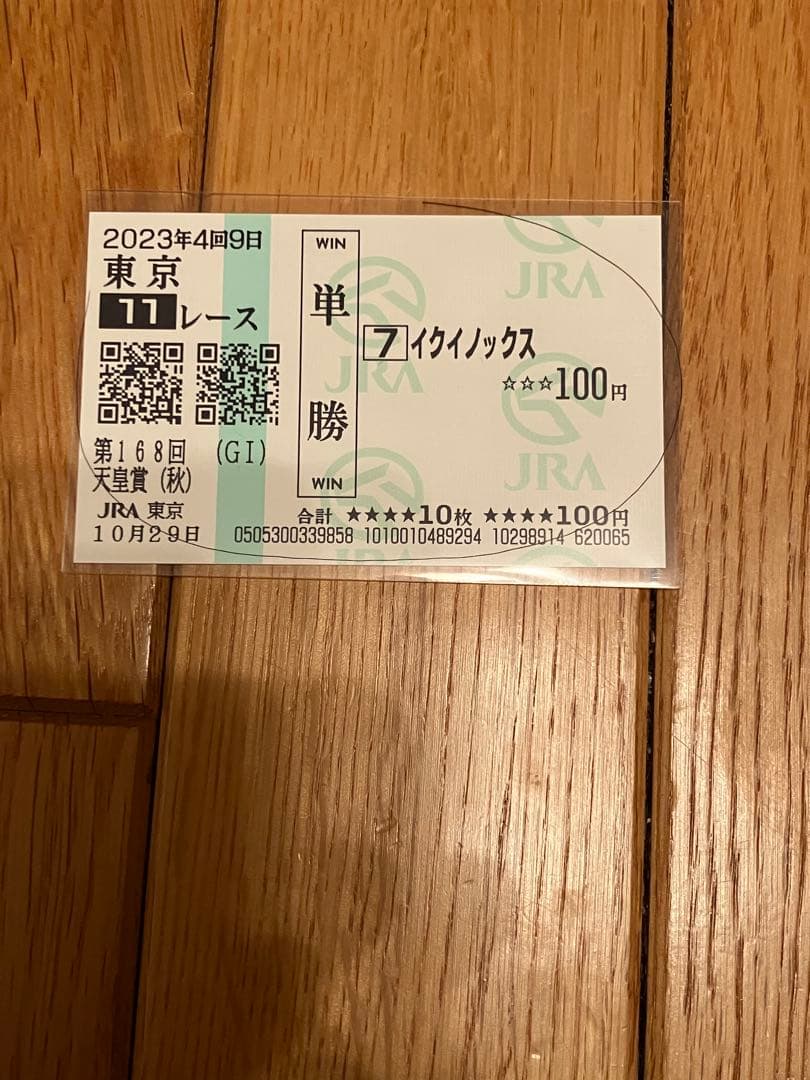 2023年4回9日
東京
11レース
第168回 (GI)
天皇賞(秋)
JRA 東京
10月29日
WIN
単勝
WIN
7イクイノックス
☆☆☆100円
合計 ★★★★10枚 ★★★★100円
0505300339858 1010010489294 10298914 620065
JRA
JRA
JRA